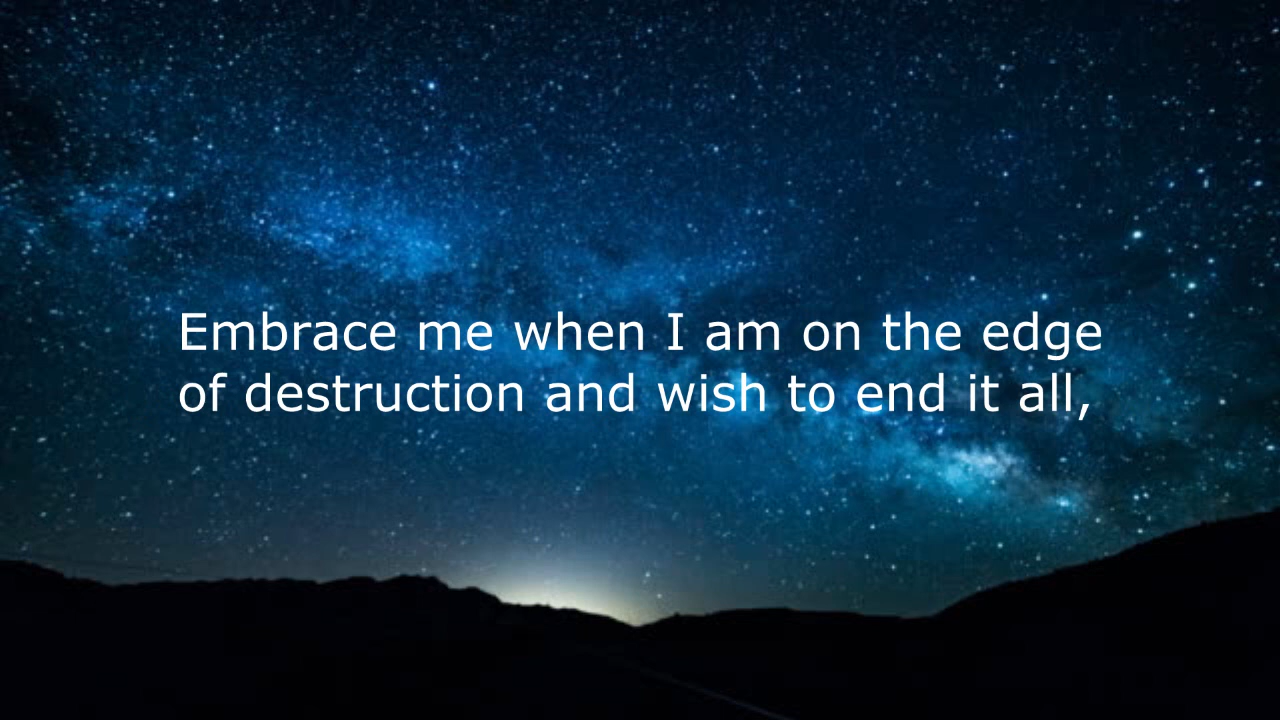 Embrace me when I am on the edge
of destruction and wish to end it all,